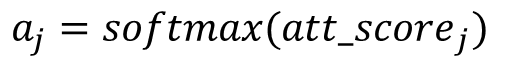 a_j = softmax(att_score_j)